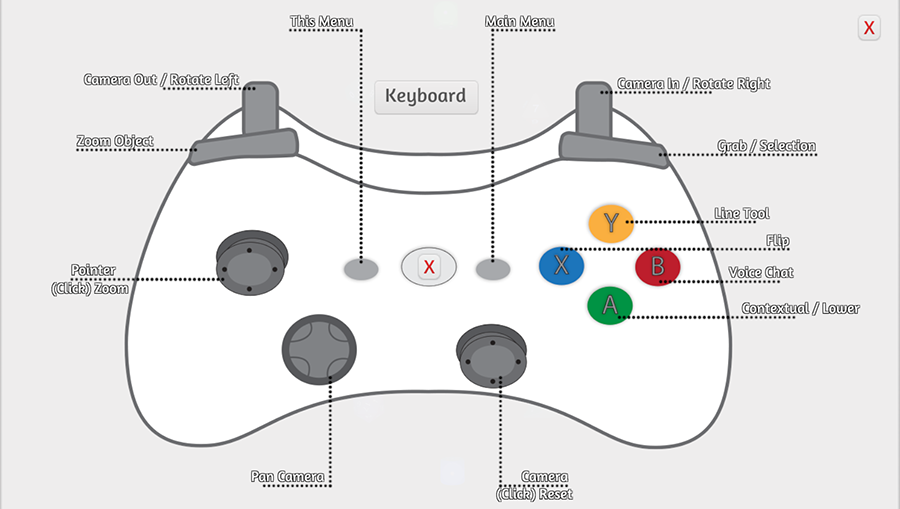 This Menu
Main Menu
X
Camera Out / Rotate Left
Camera In / Rotate Right
Keyboard
Zoom Object
Grab / Selection
Y
Line Tool
Flip
X
X
B
Pointer
(Click) Zoom
Voice Chat
A
Contextual / Lower
Pan Camera
Camera
(Click) Reset